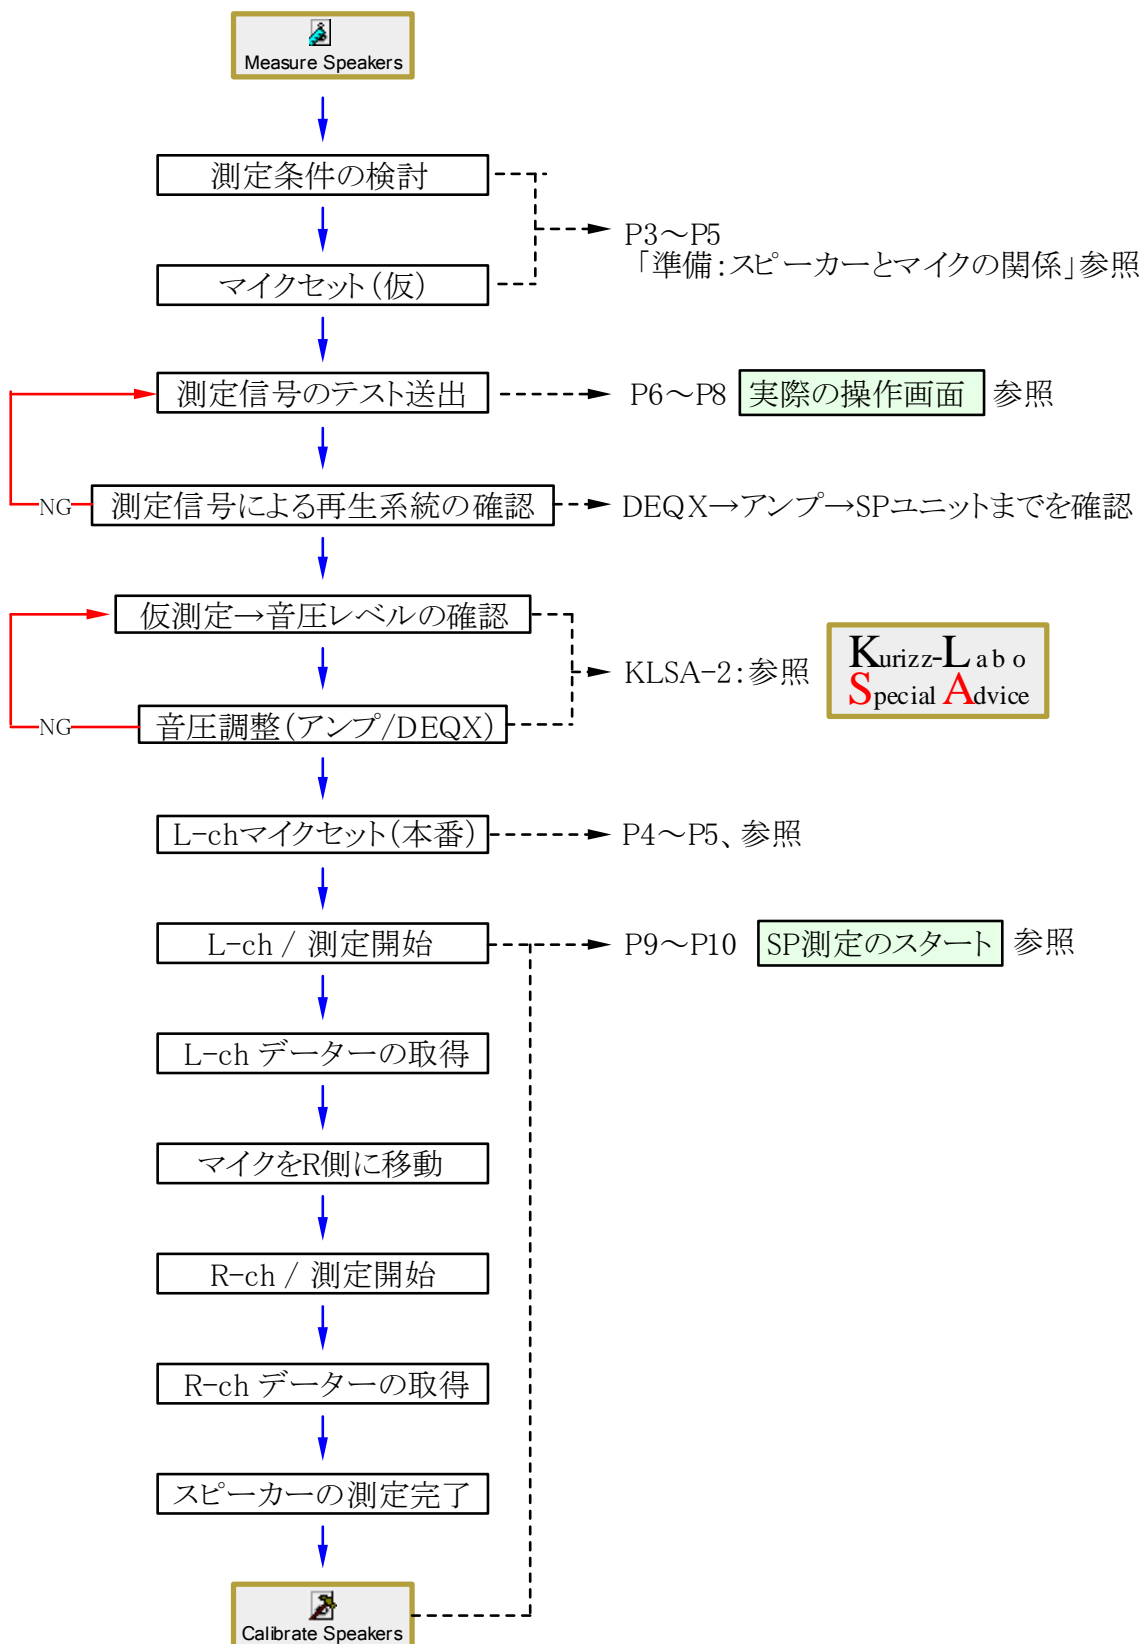 Measure Speakers
測定条件の検討
P3～P5
「準備:スピーカーとマイクの関係」参照
マイクセット(仮)
測定信号のテスト送出
P6～P8 実際の操作画面 参照
NG
測定信号による再生系統の確認
DEQX→アンプ→SPユニットまでを確認
仮測定→音圧レベルの確認
KLSA-2:参照
Kurizz-Labo
Special Advice
NG
音圧調整(アンプ/DEQX)
L-chマイクセット(本番)
P4～P5、参照
L-ch / 測定開始
P9～P10 SP測定のスタート 参照
L-ch データーの取得
マイクをR側に移動
R-ch / 測定開始
R-ch データーの取得
スピーカーの測定完了
Calibrate Speakers